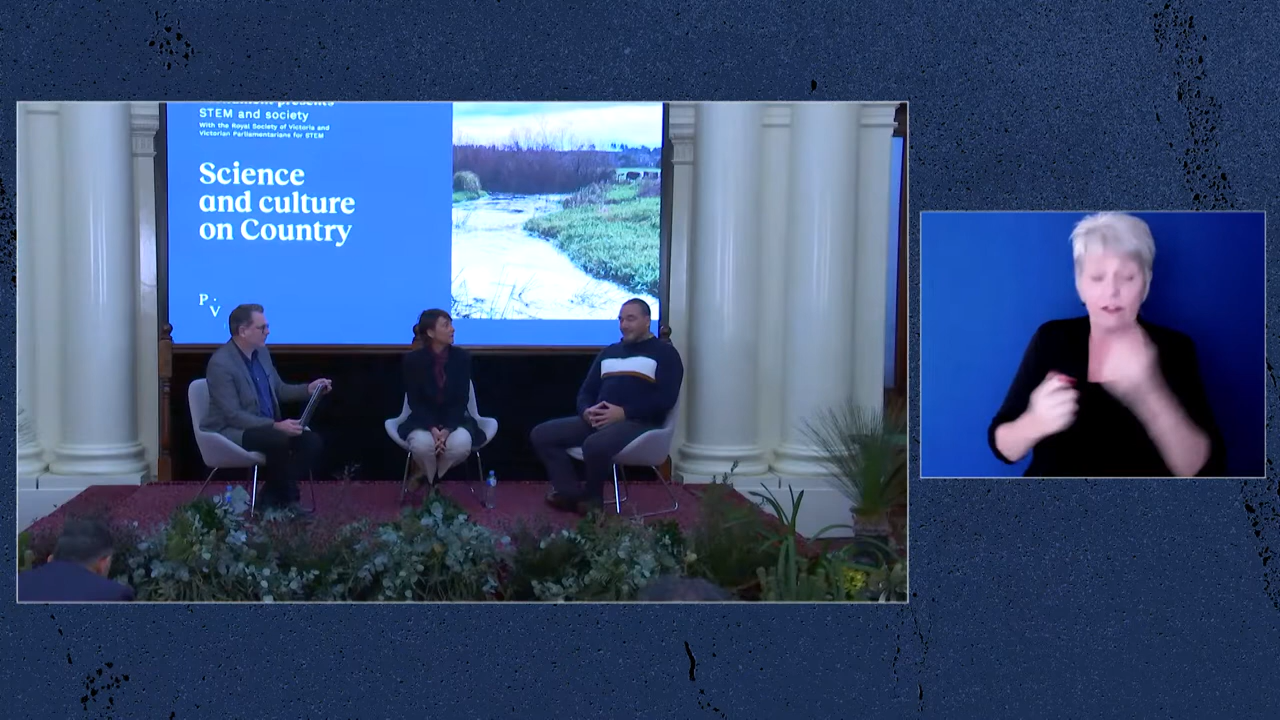 presents
STEM and society
With the Royal Society of Victoria and
Victorian Parliamentarians for STEM
Science
and culture
on Country
P.
V